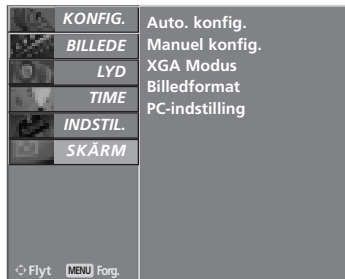 KONFIG.
BILLEDE
LYD
TIME
INDSTIL.
SKÄRM
Auto. konfig.
Manuel konfig.
XGA Modus
Billedformat
PC-indstilling
Flyt MENU Forg.